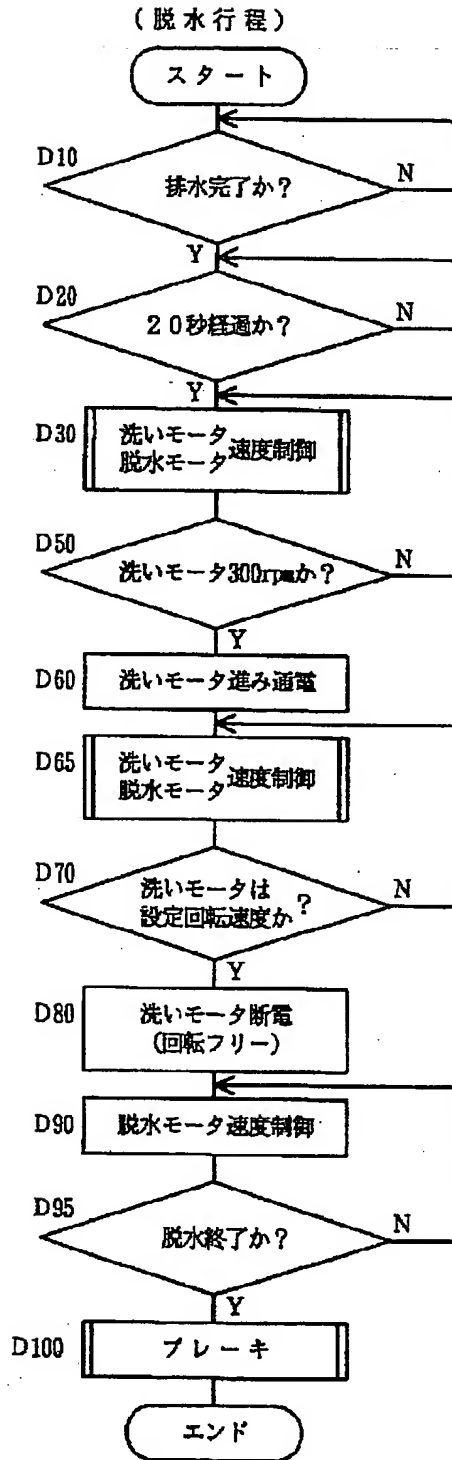 (脱水行程)
スタート
D10
排水完了か？
N
Y
D20
２０秒経過か？
N
Y
D30
洗いモータ
脱水モータ
速度制御
D50
洗いモータ300rpmか？
N
Y
D60
洗いモータ進み通電
D65
洗いモータ
脱水モータ
速度制御
D70
洗いモータは
設定回転速度か
？
N
Y
D80
洗いモータ断電
(回転フリー)
D90
脱水モータ速度制御
D95
脱水終了か？
N
Y
D100
ブレーキ
エンド